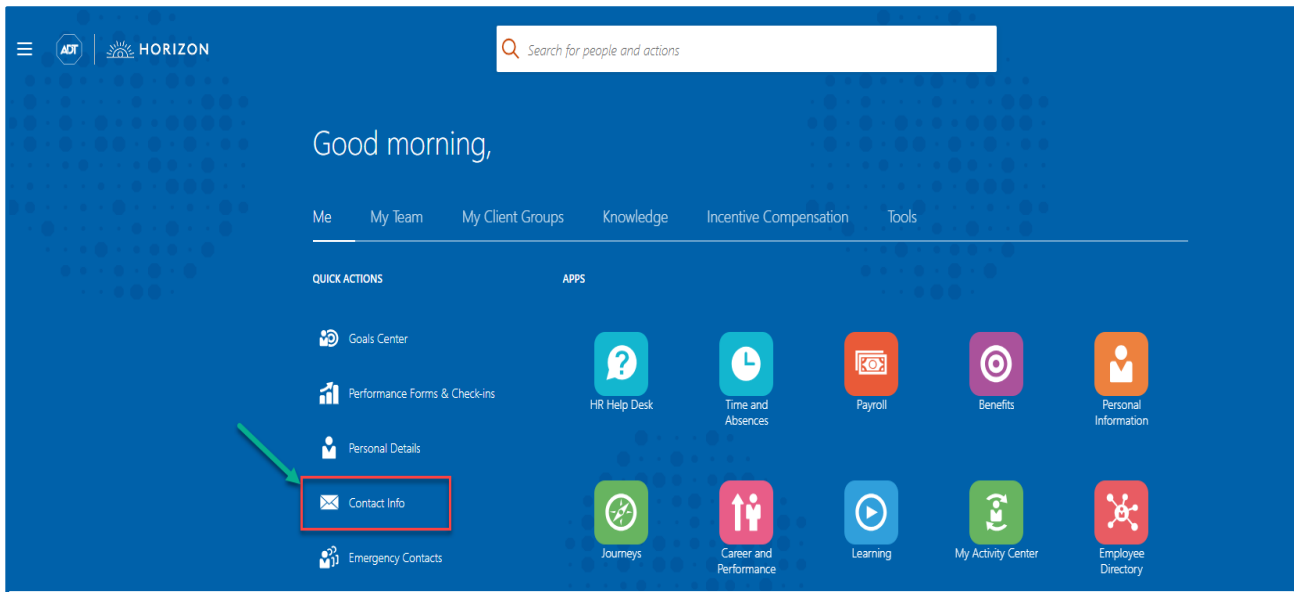 ADT HORIZON
Search for people and actions
Good morning,
Me My Team My Client Groups Knowledge Incentive Compensation Tools
QUICK ACTIONS
APPS
Goals Center
Performance Forms & Check-ins
Personal Details
Contact Info
Emergency Contacts
HR Help Desk
Time and
Absences
Payroll
Benefits
Personal
Information
Journeys
Career and
Performance
Learning
My Activity Center
Employee
Directory